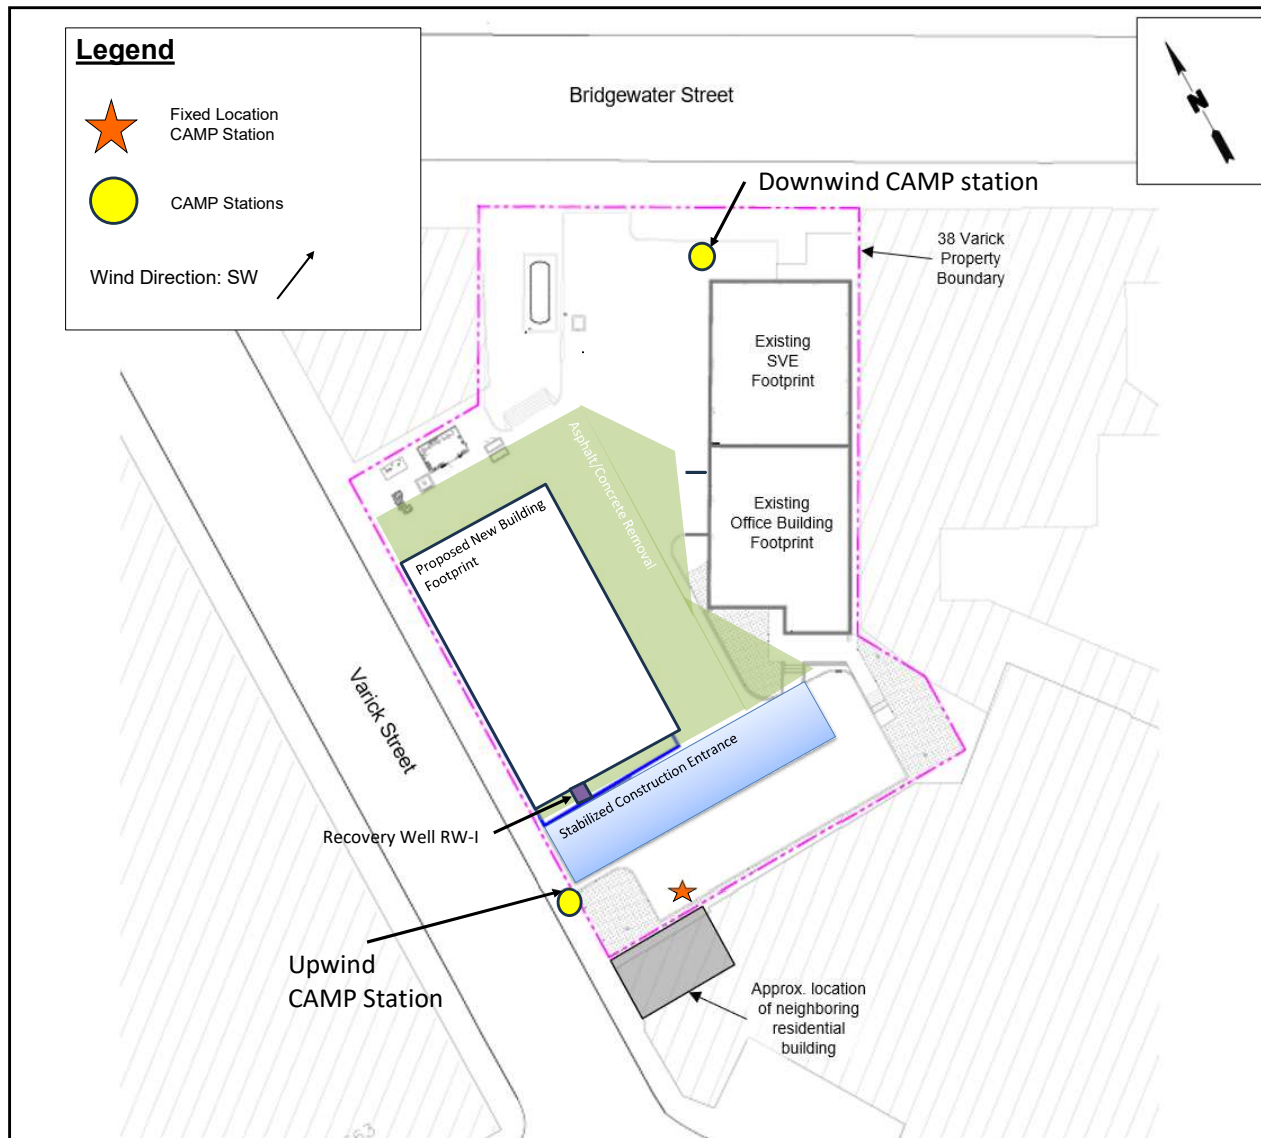 Legend
Fixed Location
CAMP Station
CAMP Stations
Wind Direction: SW
Bridgewater Street
N
Downwind CAMP station
38 Varick
Property
Boundary
Existing
SVE
Footprint
Asphalt/Concrete Removal
Existing
Office Building
Footprint
Proposed New Building
Footprint
Varick Street
Stabilized Construction Entrance
Recovery Well RW-I
Upwind
CAMP Station
Approx. location
of neighboring
residential
building